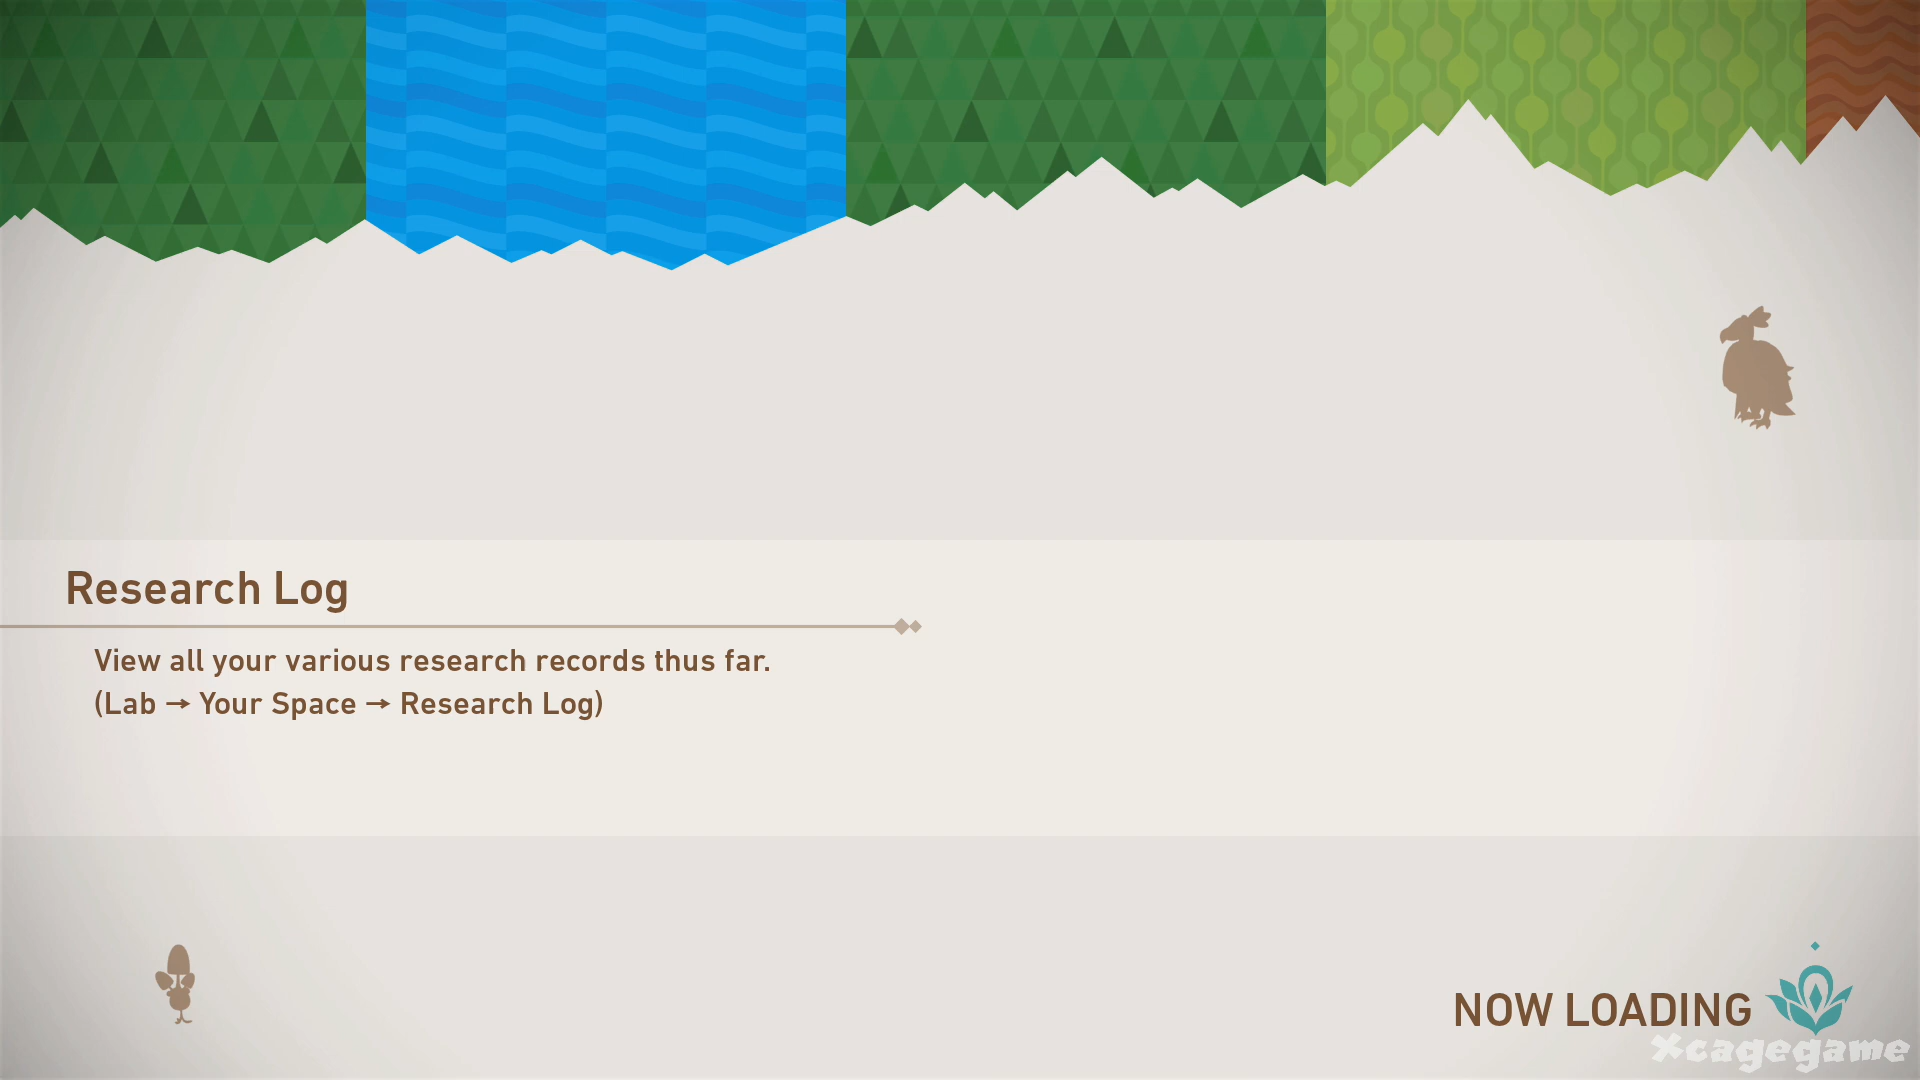 Research Log
View all your various research records thus far.
(Lab → Your Space → Research Log)
NOW LOADING
Xcagegame